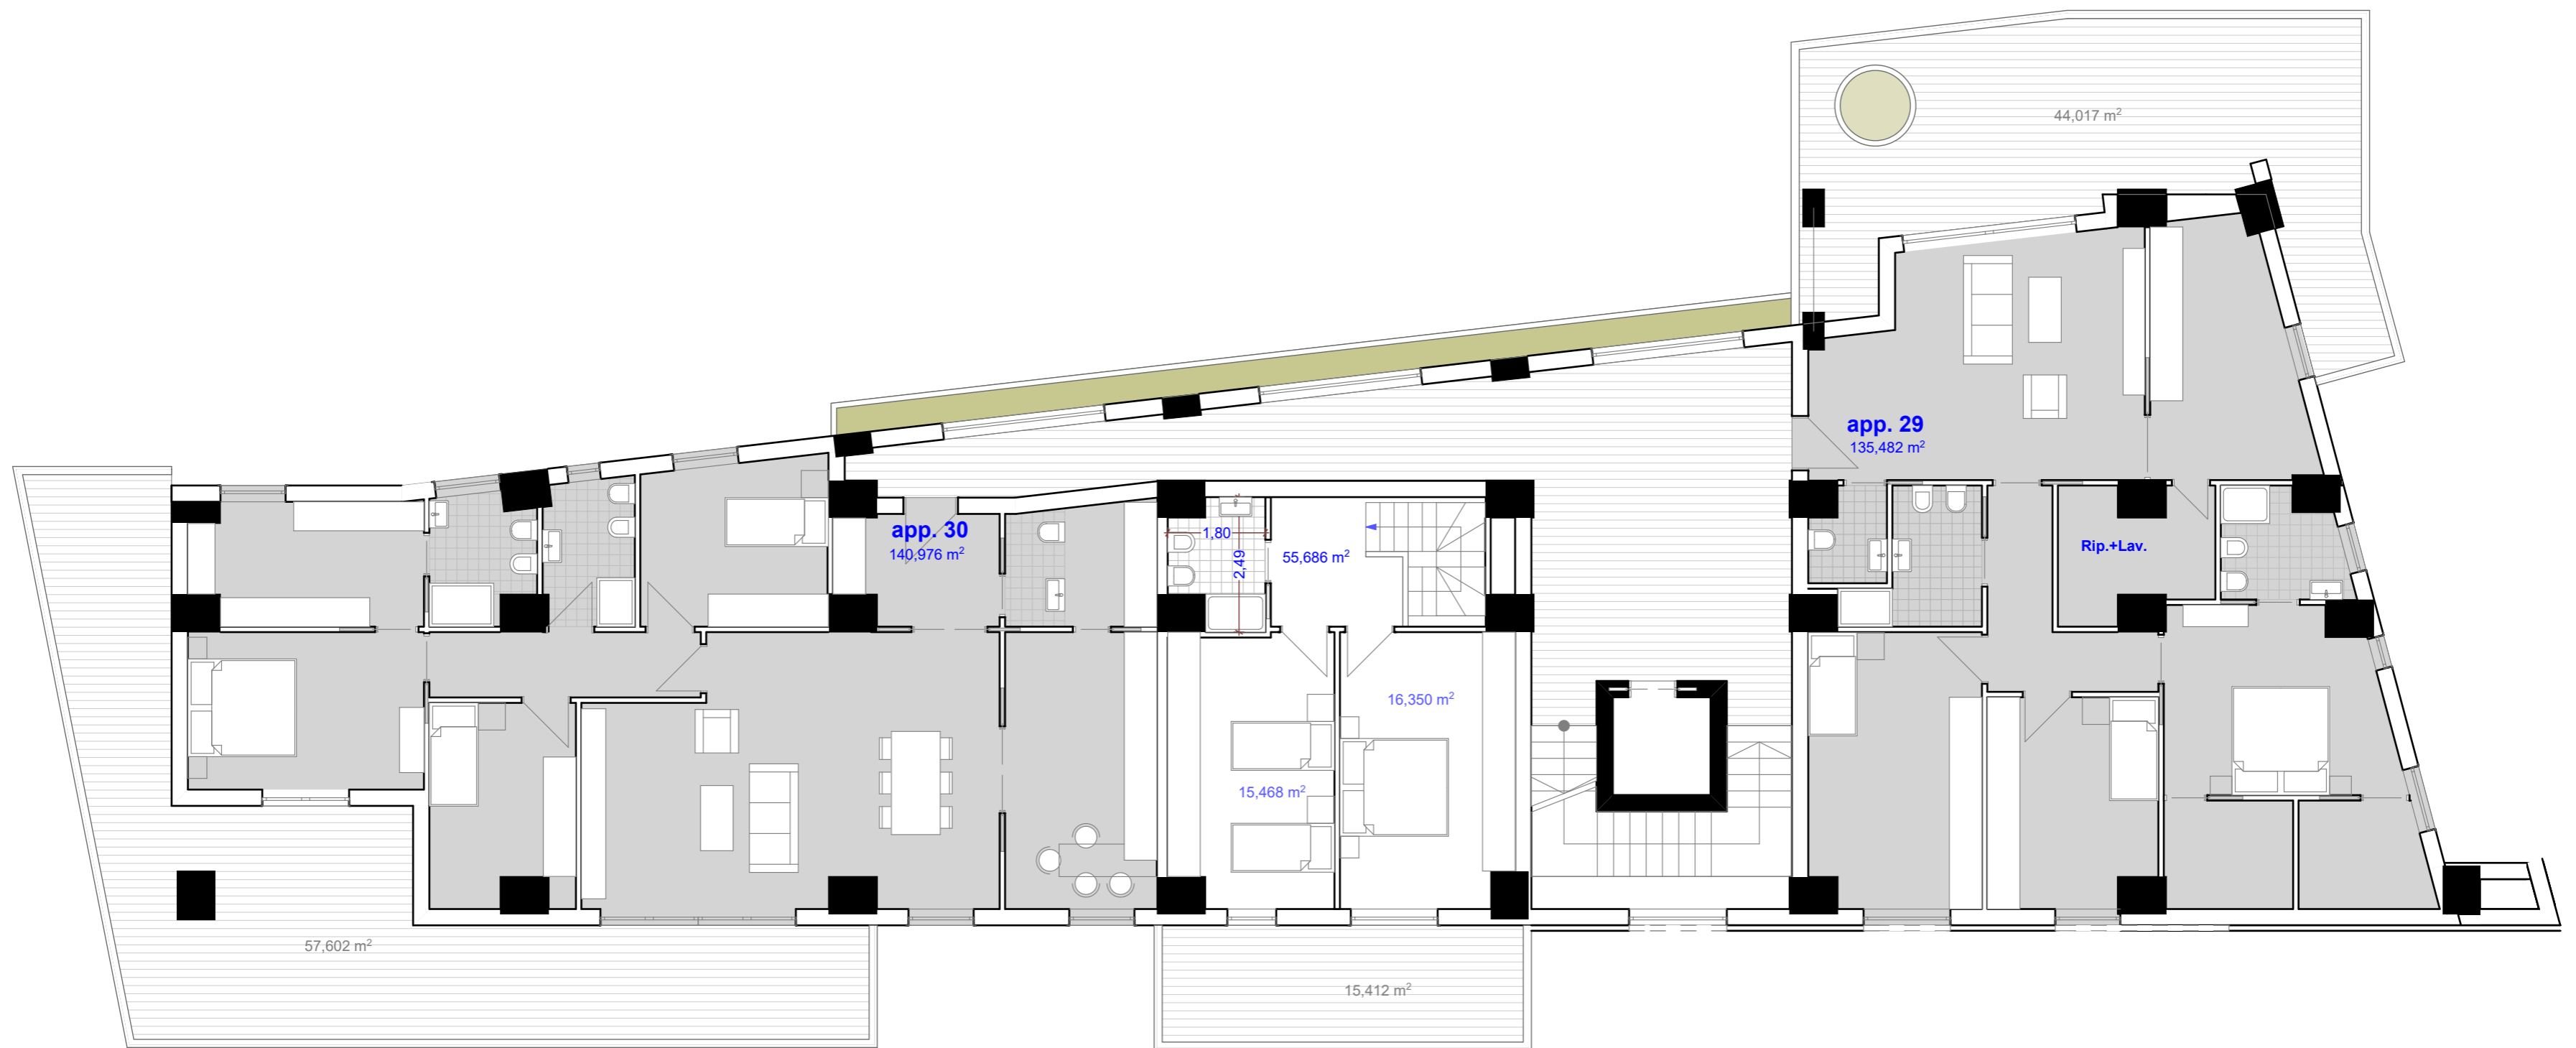 44,017 m²
app. 29
135,482 m²
app. 30
140,976 m²
1,80
2,49
55,686 m²
Rip.+Lav.
16,350 m²
15,468 m²
57,602 m²
15,412 m²